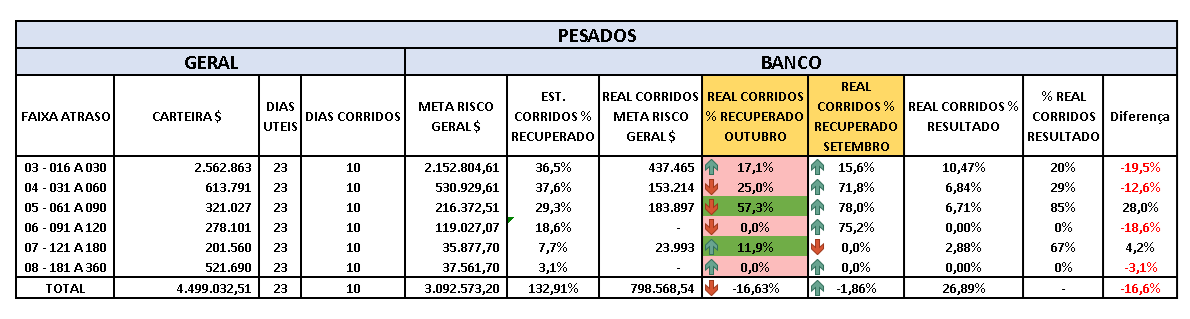 PESADOS
GERAL BANCO
FAIXA ATRASO CARTEIRA $ DIAS UTEIS DIAS CORRIDOS META RISCO GERAL $ EST. CORRIDOS % RECUPERADO REAL CORRIDOS META RISCO GERAL $ REAL CORRIDOS % RECUPERADO OUTUBRO REAL CORRIDOS % RECUPERADO SETEMBRO REAL CORRIDOS % RESULTADO % REAL CORRIDOS RESULTADO Diferença
03 - 016 A 030 2.562.863 23 10 2.152.804,61 36,5% 437.465 17,1% 15,6% 10,47% 20% -19,5%
04 - 031 A 060 613.791 23 10 530.929,61 37,6% 153.214 25,0% 71,8% 6,84% 29% -12,6%
05 - 061 A 090 321.027 23 10 216.372,51 29,3% 183.897 57,3% 78,0% 6,71% 85% 28,0%
06 - 091 A 120 278.101 23 10 119.027,07 18,6% - 0,0% 75,2% 0,00% 0% -18,6%
07 - 121 A 180 201.560 23 10 35.877,70 7,7% 23.993 11,9% 0,0% 2,88% 67% 4,2%
08 - 181 A 360 521.690 23 10 37.561,70 3,1% - 0,0% 0,0% 0,00% 0% -3,1%
TOTAL 4.499.032,51 23 10 3.092.573,20 132,91% 798.568,54 -16,63% -1,86% 26,89% - -16,6%